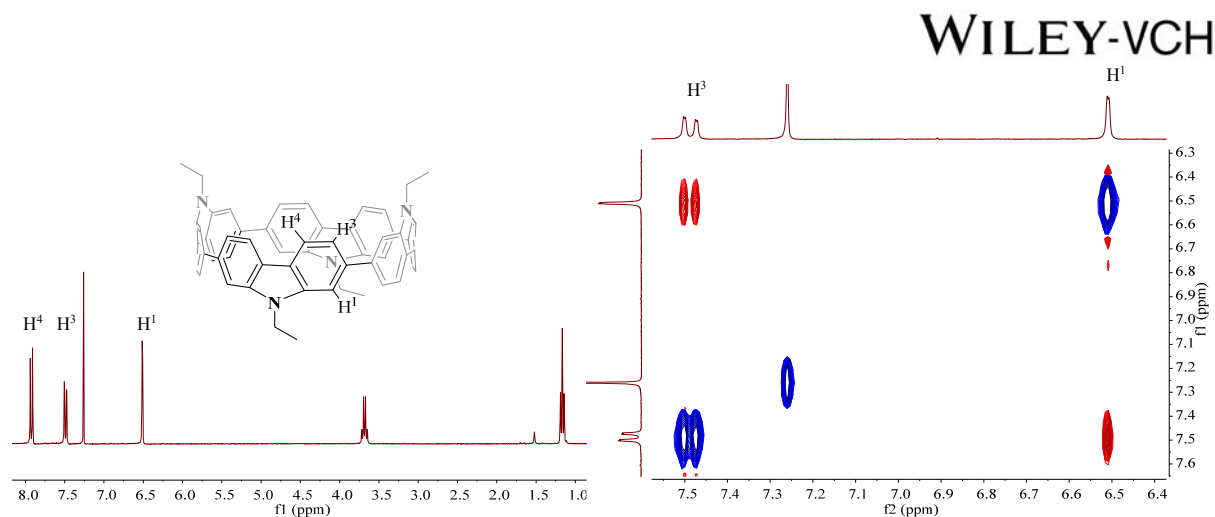 WILEY-VCH
H4
H3
N
N
N
N
H1
H4
H3
H1
8.0 7.5 7.0 6.5 6.0 5.5 5.0 4.5 4.0 3.5 3.0 2.5 2.0 1.5 1.0
f1 (ppm)
H3
H1
6.3
6.4
6.5
6.6
6.7
6.8
6.9
7.0
7.1
7.2
7.3
7.4
7.5
7.6
f1 (ppm)
7.5 7.4 7.3 7.2 7.1 7.0 6.9 6.8 6.7 6.6 6.5 6.4
f2 (ppm)